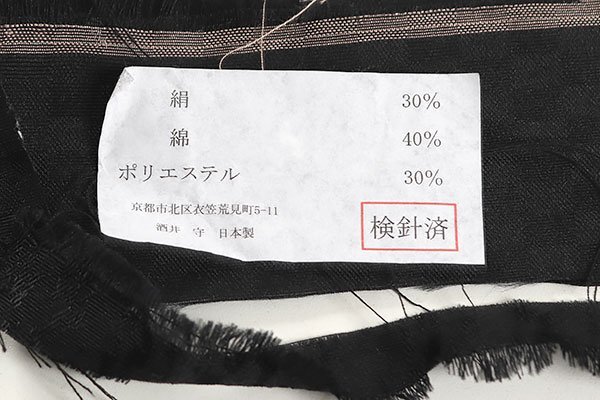 絹 30%
綿 40%
ポリエステル 30%
京都市北区衣笠荒見町5-11
酒井 守 日本製
検針済